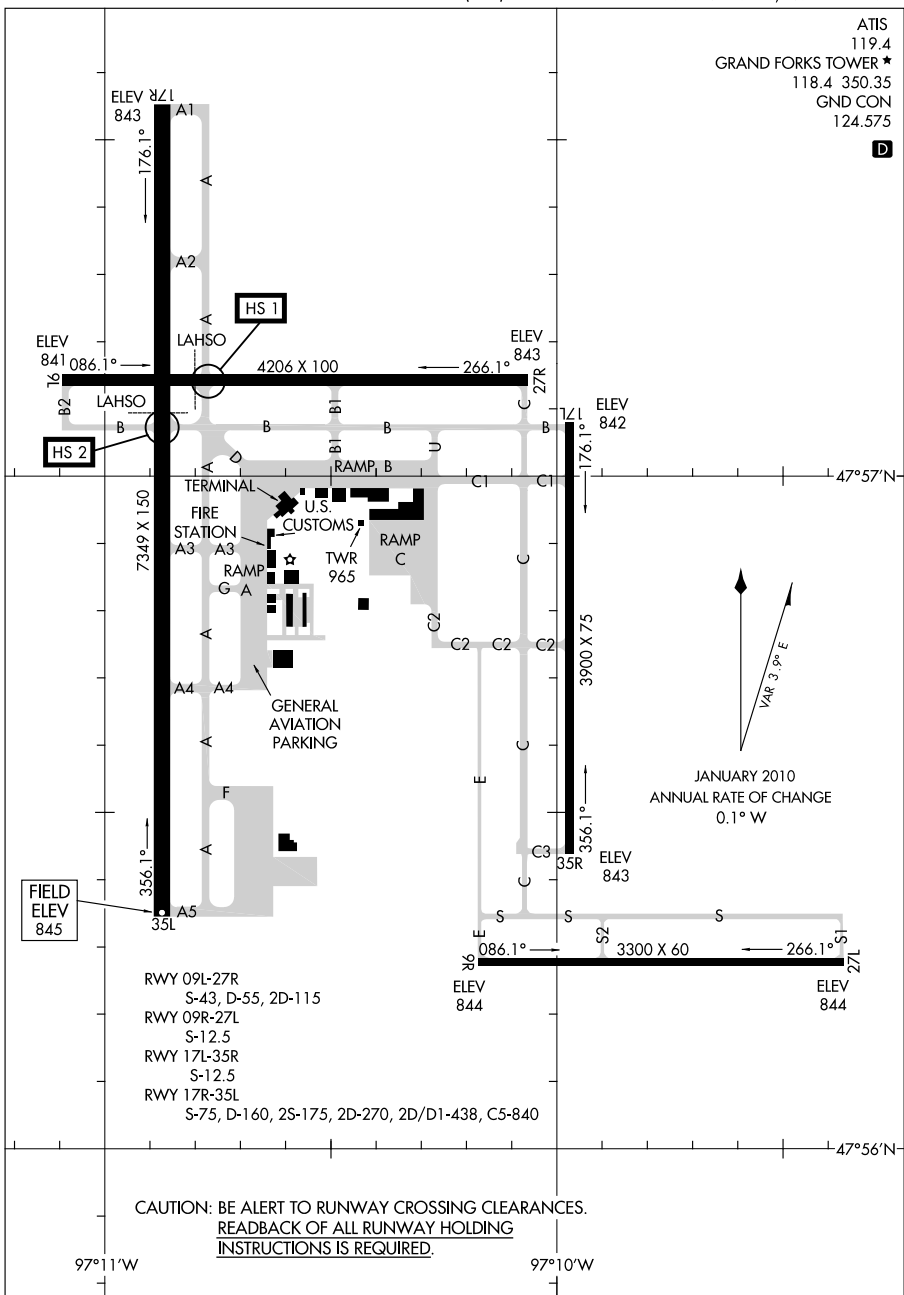 ATIS
119.4
GRAND FORKS TOWER ★
118.4 350.35
GND CON
124.575
D
ELEV
843
17R
A1
176.1°
A
A2
HS 1
A
LAHSO
ELEV
841
086.1°
4206 X 100
266.1°
ELEV
843
9L
27R
B2
LAHSO
B1
C
17L
ELEV
842
B
B
B
B
HS 2
B1
U
176.1°
A
D
RAMP B
47°57'N
C1
C1
TERMINAL
U.S.
CUSTOMS
FIRE
STATION
7349 X 150
A3
A3
RAMP
A
TWR
965
RAMP
C
C
G
A
C2
C2
C2
C2
3900 X 75
VAR 3.9° E
A4
A4
GENERAL
AVIATION
PARKING
A
C
E
JANUARY 2010
ANNUAL RATE OF CHANGE
0.1° W
F
356.1°
A
356.1°
C3
35R
ELEV
843
C
FIELD
ELEV
845
A5
35L
S
S
S
E
S2
S1
9R
086.1°
3300 X 60
266.1°
27L
ELEV
844
ELEV
844
RWY 09L-27R
S-43, D-55, 2D-115
RWY 09R-27L
S-12.5
RWY 17L-35R
S-12.5
RWY 17R-35L
S-75, D-160, 2S-175, 2D-270, 2D/D1-438, C5-840
47°56'N
CAUTION: BE ALERT TO RUNWAY CROSSING CLEARANCES.
READBACK OF ALL RUNWAY HOLDING
INSTRUCTIONS IS REQUIRED.
97°11'W
97°10'W